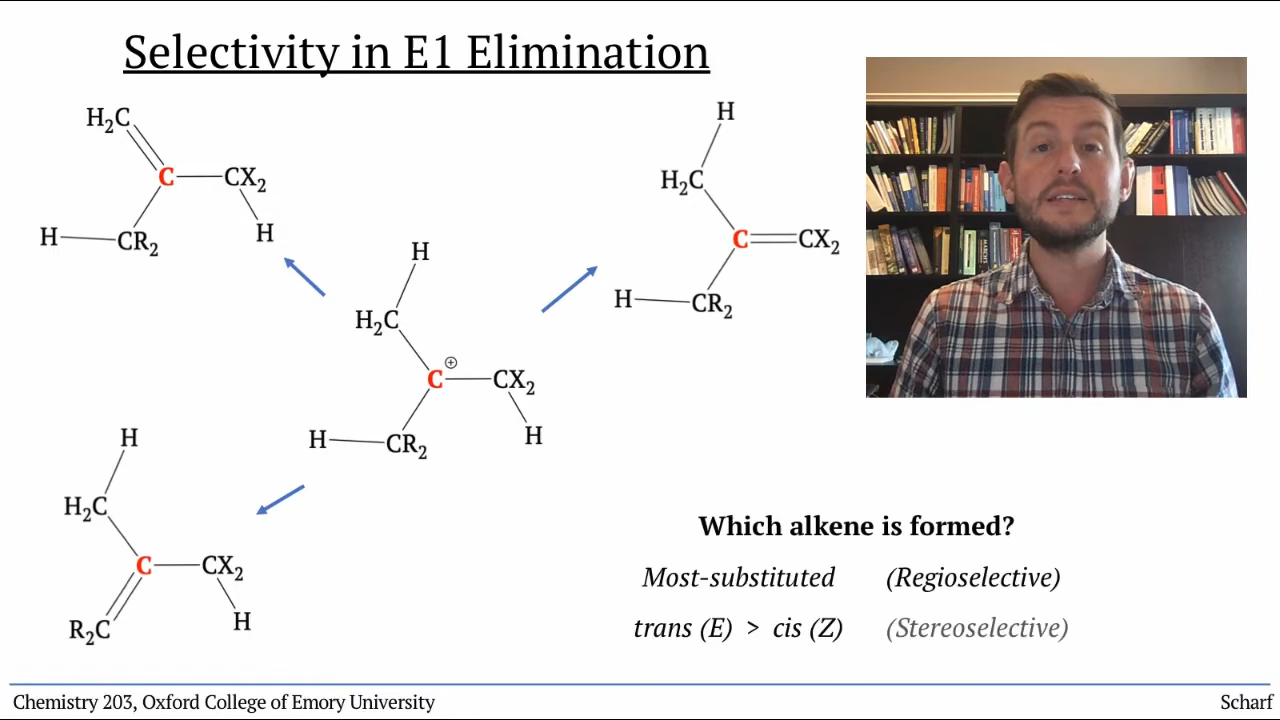 Selectivity in E1 Elimination
H₂C
C
CX₂
H
CR₂
H
H
H₂C
C
CX₂
H
CR₂
H
H₂C
C ⊕
CX₂
H
CR₂
H
H
H₂C
C
CX₂
R₂C
H
Which alkene is formed?
Most-substituted (Regioselective)
trans (E) > cis (Z) (Stereoselective)
Chemistry 203, Oxford College of Emory University
Scharf